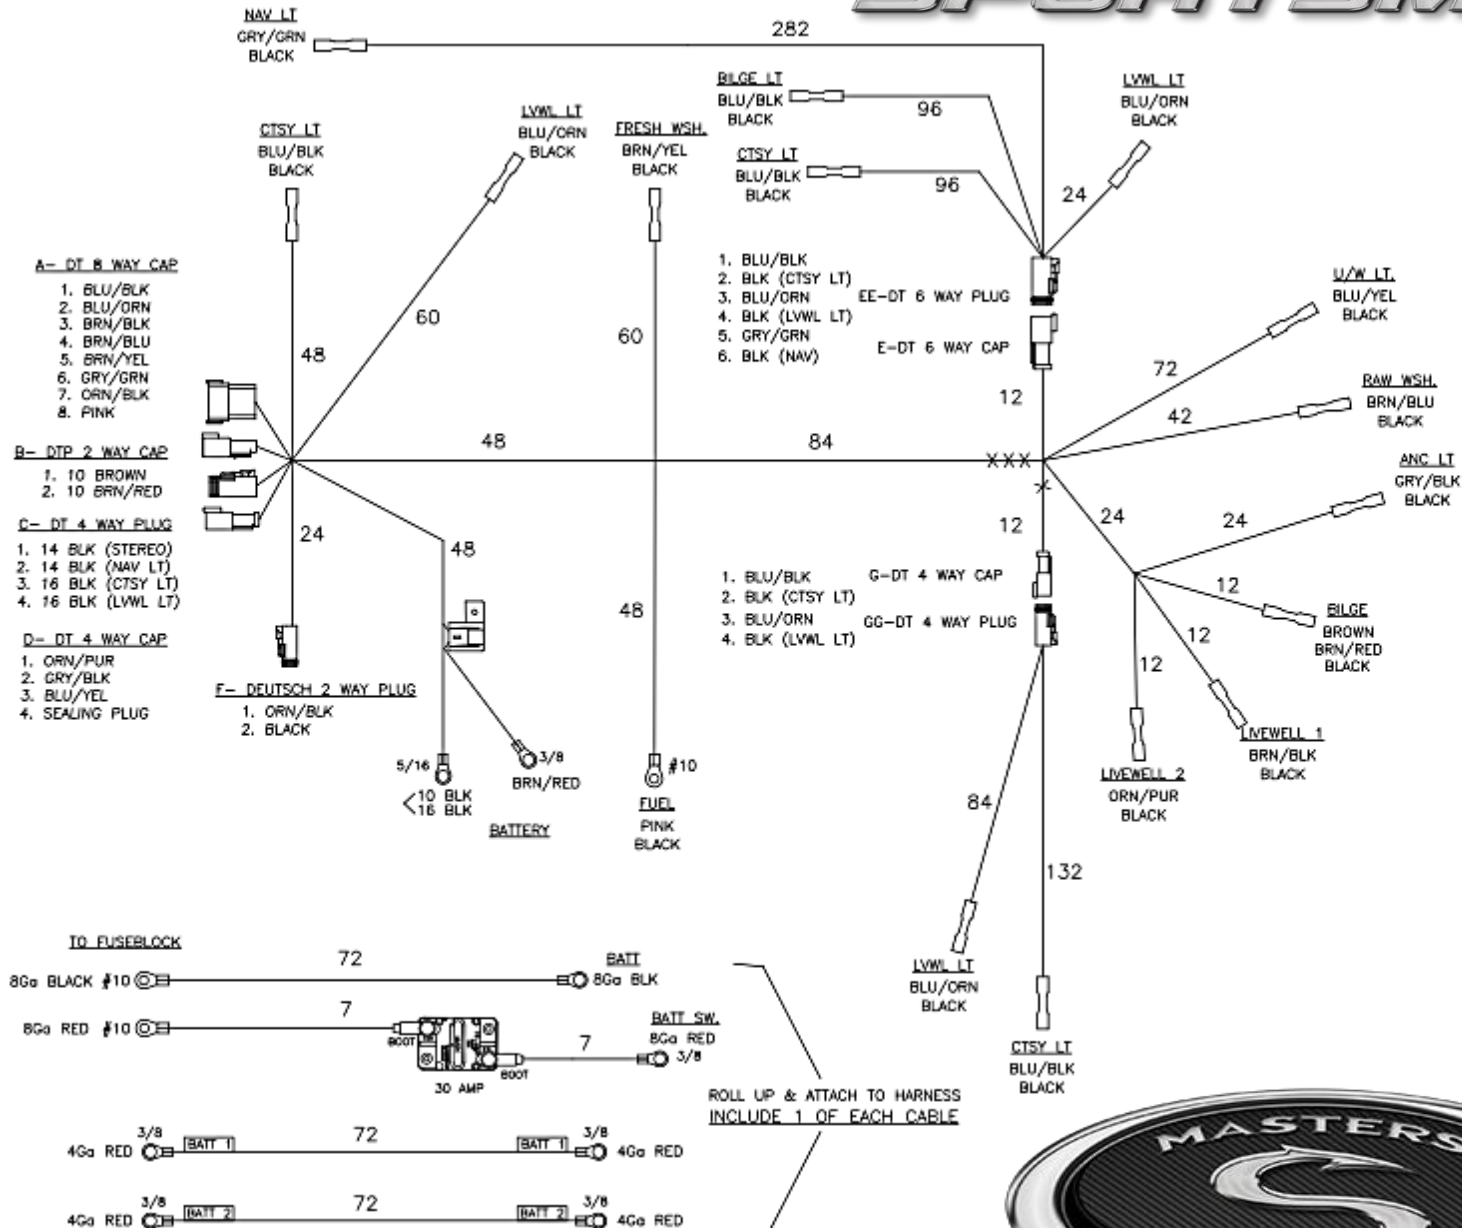 SPORTSM
NAV LT
GRY/GRN
BLACK
282
BILGE LT
BLU/BLK
BLACK
96
LVWL LT
BLU/ORN
BLACK
CTSY LT
BLU/BLK
BLACK
LVWL LT
BLU/ORN
BLACK
FRESH WSH.
BRN/YEL
BLACK
CTSY LT
BLU/BLK
BLACK
96
24
A- DT 8 WAY CAP
1. BLU/BLK
2. BLU/ORN
3. BRN/BLK
4. BRN/BLU
5. BRN/YEL
6. GRY/GRN
7. ORN/BLK
8. PINK
48
60
60
1. BLU/BLK
2. BLK (CTSY LT)
3. BLU/ORN
4. BLK (LVWL LT)
5. GRY/GRN
6. BLK (NAV)
EE-DT 6 WAY PLUG
E-DT 6 WAY CAP
12
U/W LT.
BLU/YEL
BLACK
72
RAW WSH.
BRN/BLU
BLACK
42
B- DTP 2 WAY CAP
1. 10 BROWN
2. 10 BRN/RED
48
84
XXX
X
ANC LT
GRY/BLK
BLACK
C- DT 4 WAY PLUG
1. 14 BLK (STEREO)
2. 14 BLK (NAV LT)
3. 16 BLK (CTSY LT)
4. 16 BLK (LVWL LT)
24
48
12
24
24
D- DT 4 WAY CAP
1. ORN/PUR
2. GRY/BLK
3. BLU/YEL
4. SEALING PLUG
48
1. BLU/BLK
2. BLK (CTSY LT)
3. BLU/ORN
4. BLK (LVWL LT)
G-DT 4 WAY CAP
GG-DT 4 WAY PLUG
12
BILGE
BROWN
BRN/RED
BLACK
12
12
F- DEUTSCH 2 WAY PLUG
1. ORN/BLK
2. BLACK
LIVEWELL 1
BRN/BLK
BLACK
LIVEWELL 2
ORN/PUR
BLACK
5/16
10 BLK
16 BLK
3/8
BRN/RED
BATTERY
#10
FUEL
PINK
BLACK
84
132
LVWL LT
BLU/ORN
BLACK
CTSY LT
BLU/BLK
BLACK
TO FUSEBLOCK
8Ga BLACK #10
72
BATT
8Ga BLK
8Ga RED #10
7
BOOT
30 AMP
BOOT
7
BATT SW.
8Ga RED
3/8
ROLL UP & ATTACH TO HARNESS
INCLUDE 1 OF EACH CABLE
4Ga RED
3/8
BATT 1
72
BATT 1
3/8
4Ga RED
4Ga RED
3/8
BATT 2
72
BATT 2
3/8
4Ga RED
MASTERS